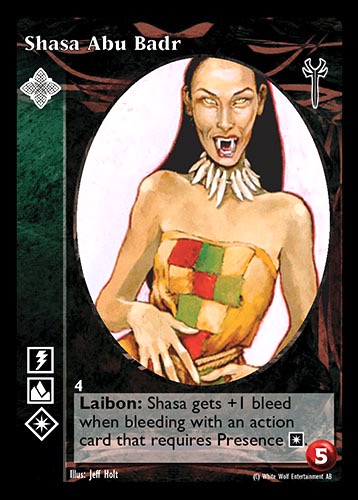 Shasa Abu Badr
4
Laibon: Shasa gets +1 bleed
when bleeding with an action
card that requires Presence .
5
Illus: Jeff Holt
(C) White Wolf Entertainment AB